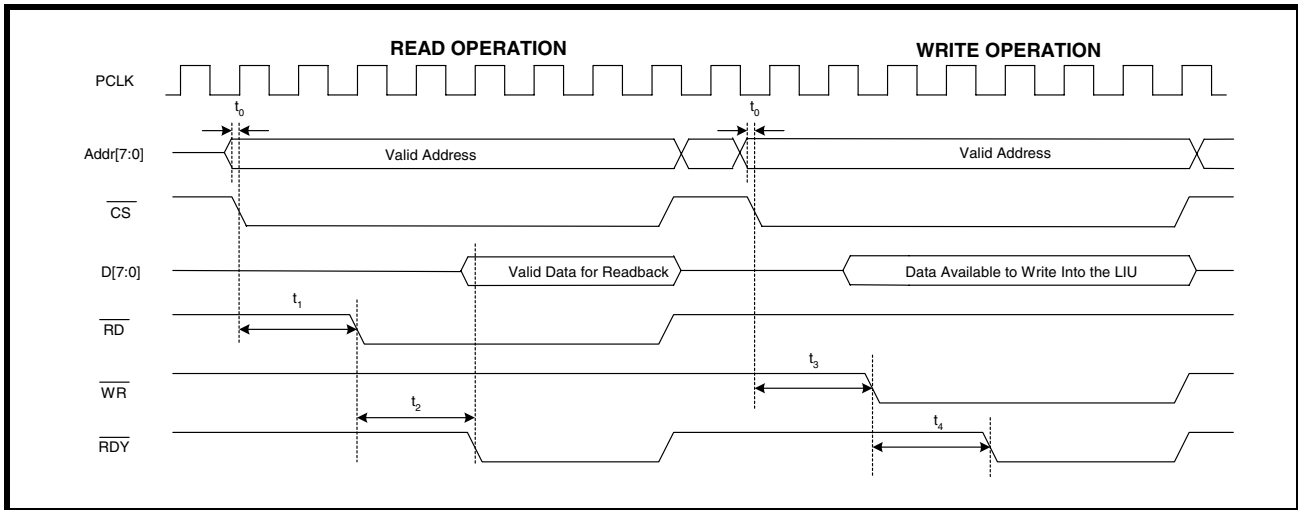 READ OPERATION WRITE OPERATION
PCLK
t0 t0
Addr[7:0] Valid Address Valid Address
CS
D[7:0] Valid Data for Readback Data Available to Write Into the LIU
t1
RD
t3
WR
t2
t4
RDY